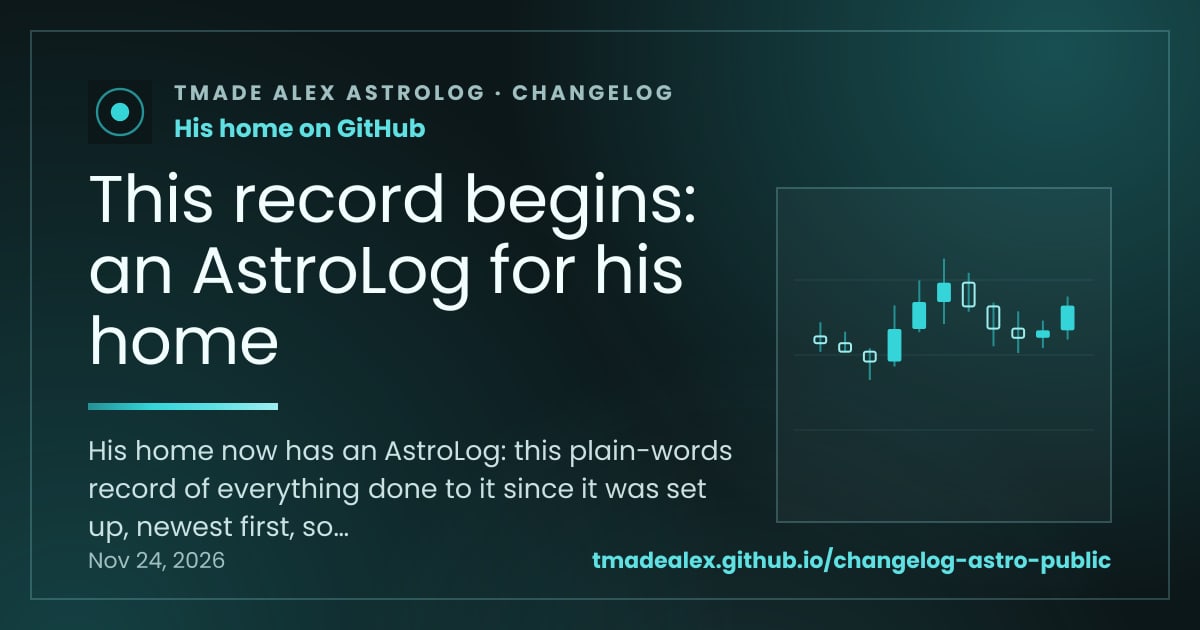 TMADE ALEX ASTROLOG · CHANGELOG
His home on GitHub
This record begins:
an AstroLog for his
home
His home now has an AstroLog: this plain-words
record of everything done to it since it was set
up, newest first, so...
Nov 24, 2026
tmadealex.github.io/changelog-astro-public